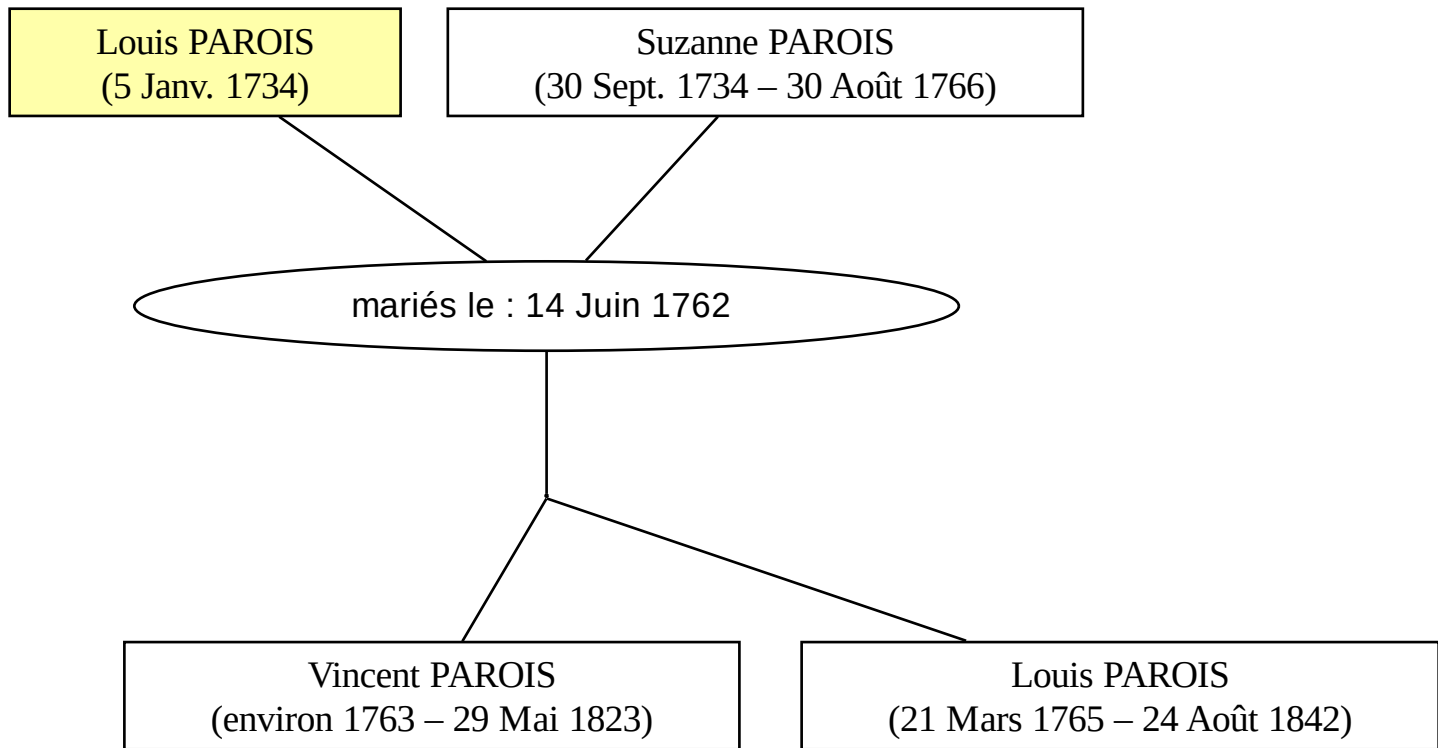 Louis PAROIS
(5 Janv. 1734)
Suzanne PAROIS
(30 Sept. 1734 – 30 Août 1766)
mariés le : 14 Juin 1762
Vincent PAROIS
(environ 1763 – 29 Mai 1823)
Louis PAROIS
(21 Mars 1765 – 24 Août 1842)